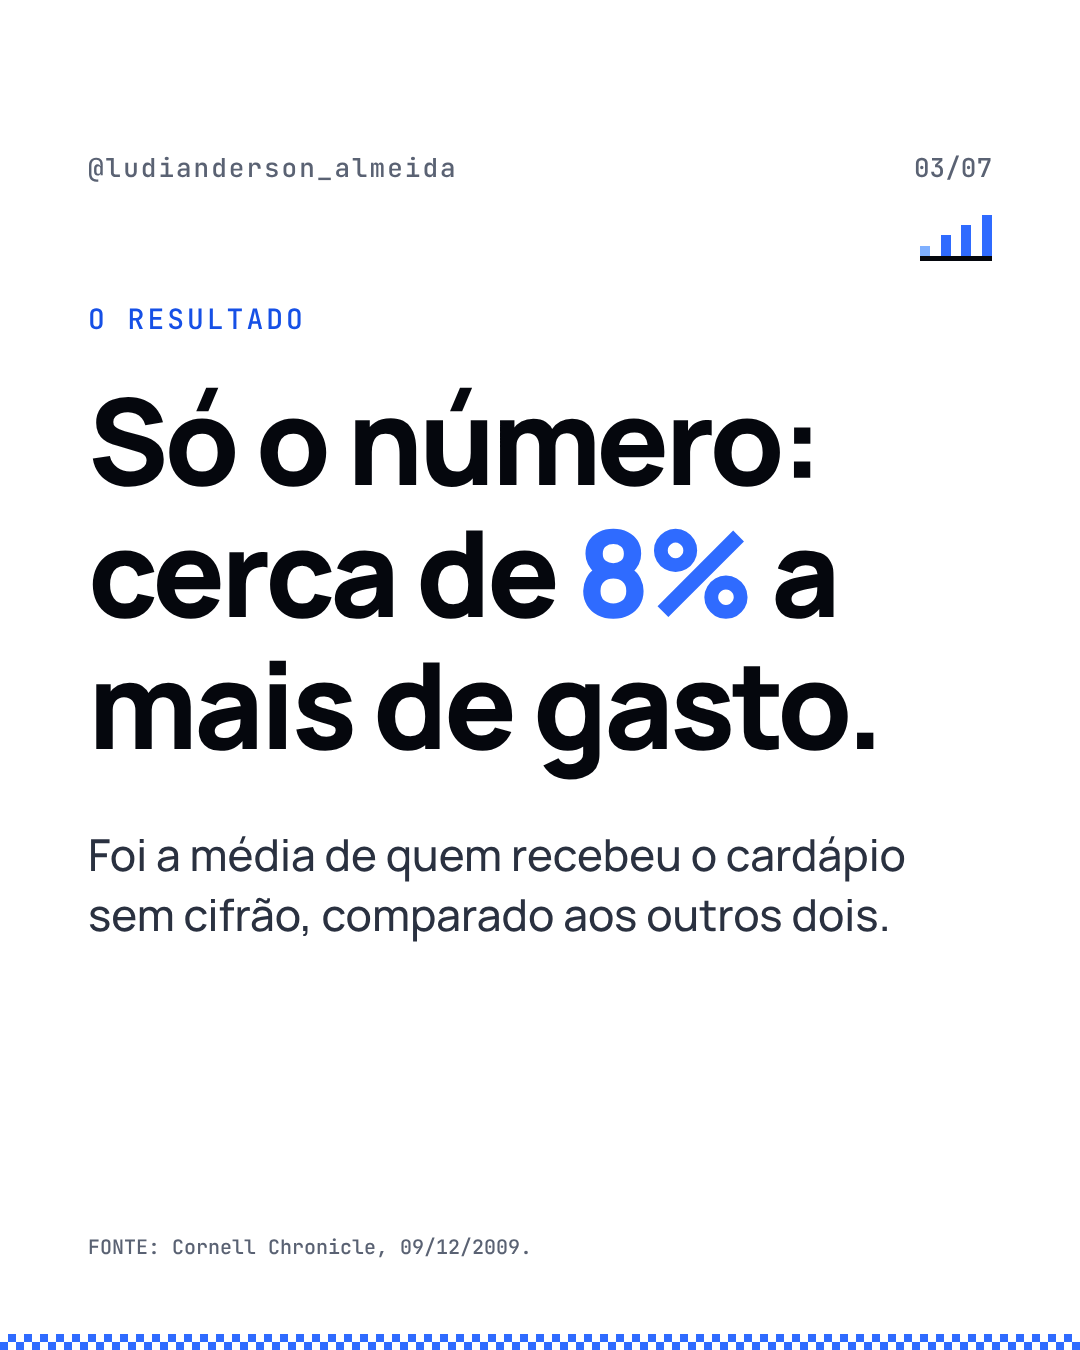 @ludianderson_almeida
03/07
O RESULTADO
Só o número:
cerca de 8% a
mais de gasto.
Foi a média de quem recebeu o cardápio
sem cifrão, comparado aos outros dois.
FONTE: Cornell Chronicle, 09/12/2009.